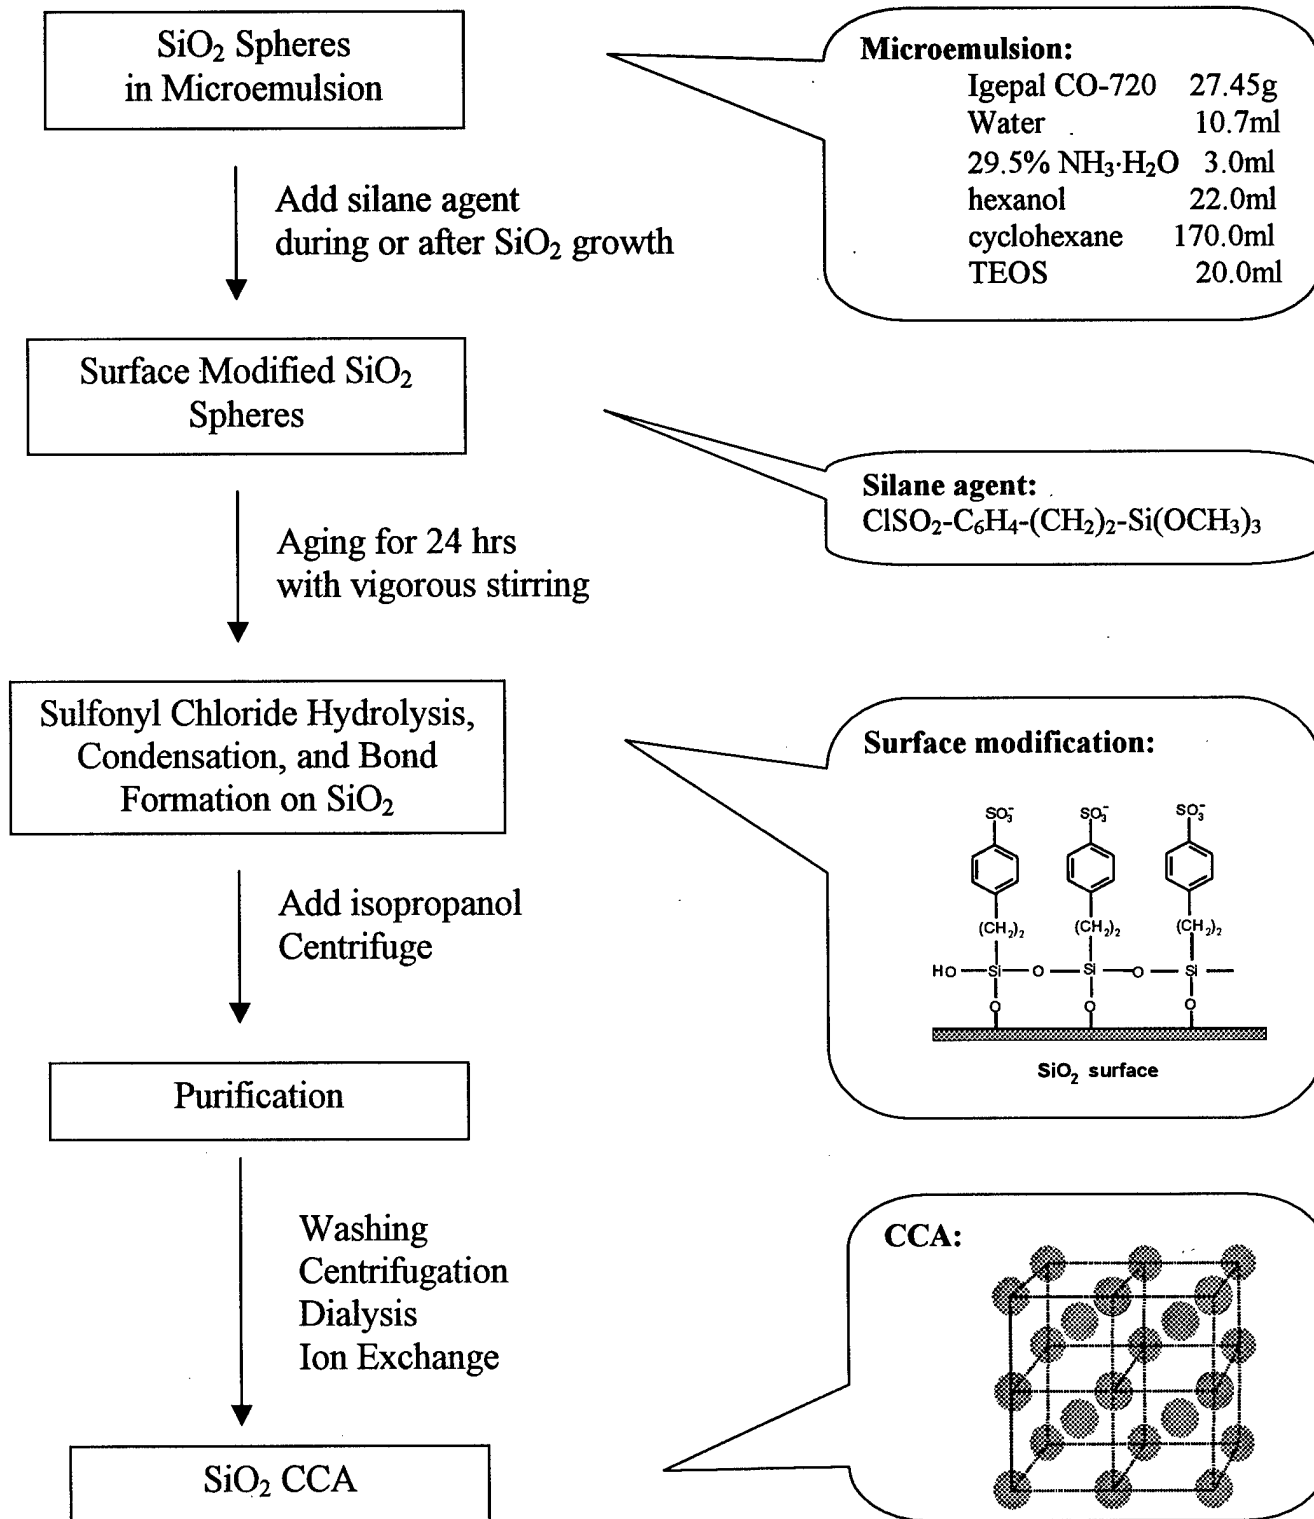 SiO₂ Spheres
in Microemulsion
Microemulsion:
Igepal CO-720 27.45g
Water 10.7ml
29.5% NH₃·H₂O 3.0ml
hexanol 22.0ml
cyclohexane 170.0ml
TEOS 20.0ml
Add silane agent
during or after SiO₂ growth
Surface Modified SiO₂
Spheres
Silane agent:
ClSO₂-C₆H₄-(CH₂)₂-Si(OCH₃)₃
Aging for 24 hrs
with vigorous stirring
Sulfonyl Chloride Hydrolysis,
Condensation, and Bond
Formation on SiO₂
Surface modification:
SO₃⁻ SO₃⁻ SO₃⁻
(CH₂)₂ (CH₂)₂ (CH₂)₂
HO Si O Si O Si
O O O
SiO₂ surface
Add isopropanol
Centrifuge
Purification
Washing
Centrifugation
Dialysis
Ion Exchange
CCA:
SiO₂ CCA